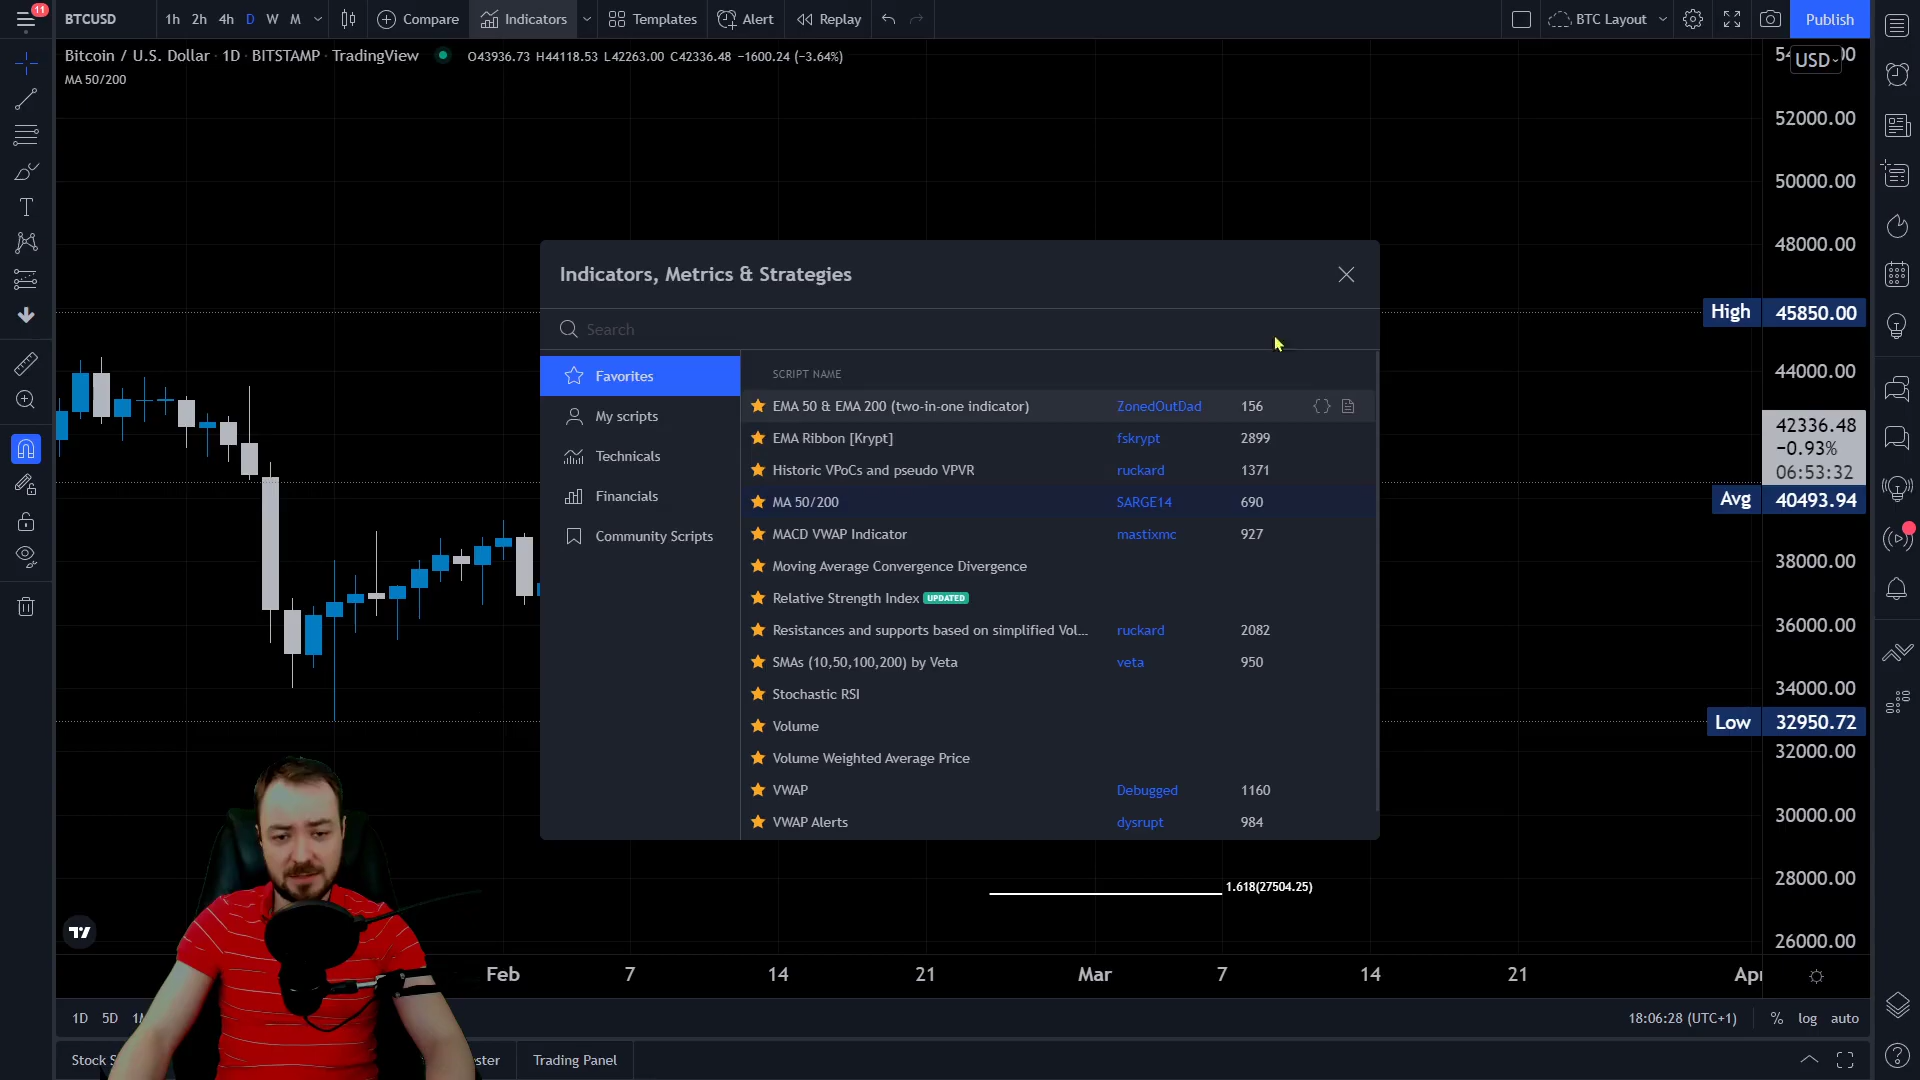 11
BTCUSD
1h 2h 4h D W M
Compare
Indicators
Templates
Alert
Replay
BTC Layout
Publish
Bitcoin / U.S. Dollar · 1D · BITSTAMP · TradingView
O43936.73 H44118.53 L42263.00 C42336.48 −1600.24 (−3.64%)
MA 50/200
USD
52000.00
50000.00
48000.00
High 45850.00
44000.00
42336.48
−0.93%
06:53:32
Avg 40493.94
38000.00
36000.00
34000.00
Low 32950.72
32000.00
30000.00
28000.00
26000.00
Indicators, Metrics & Strategies
Search
Favorites
My scripts
Technicals
Financials
Community Scripts
SCRIPT NAME
EMA 50 & EMA 200 (two-in-one indicator) ZonedOutDad 156
EMA Ribbon [Krypt] fskrypt 2899
Historic VPoCs and pseudo VPVR ruckard 1371
MA 50/200 SARGE14 690
MACD VWAP Indicator mastixmc 927
Moving Average Convergence Divergence
Relative Strength Index UPDATED
Resistances and supports based on simplified Vol... ruckard 2082
SMAs (10,50,100,200) by Veta veta 950
Stochastic RSI
Volume
Volume Weighted Average Price
VWAP Debugged 1160
VWAP Alerts dysrupt 984
1.618(27504.25)
Feb 7 14 21 Mar 7 14 21
1D 5D
18:06:28 (UTC+1) % log auto
Stock
Trading Panel